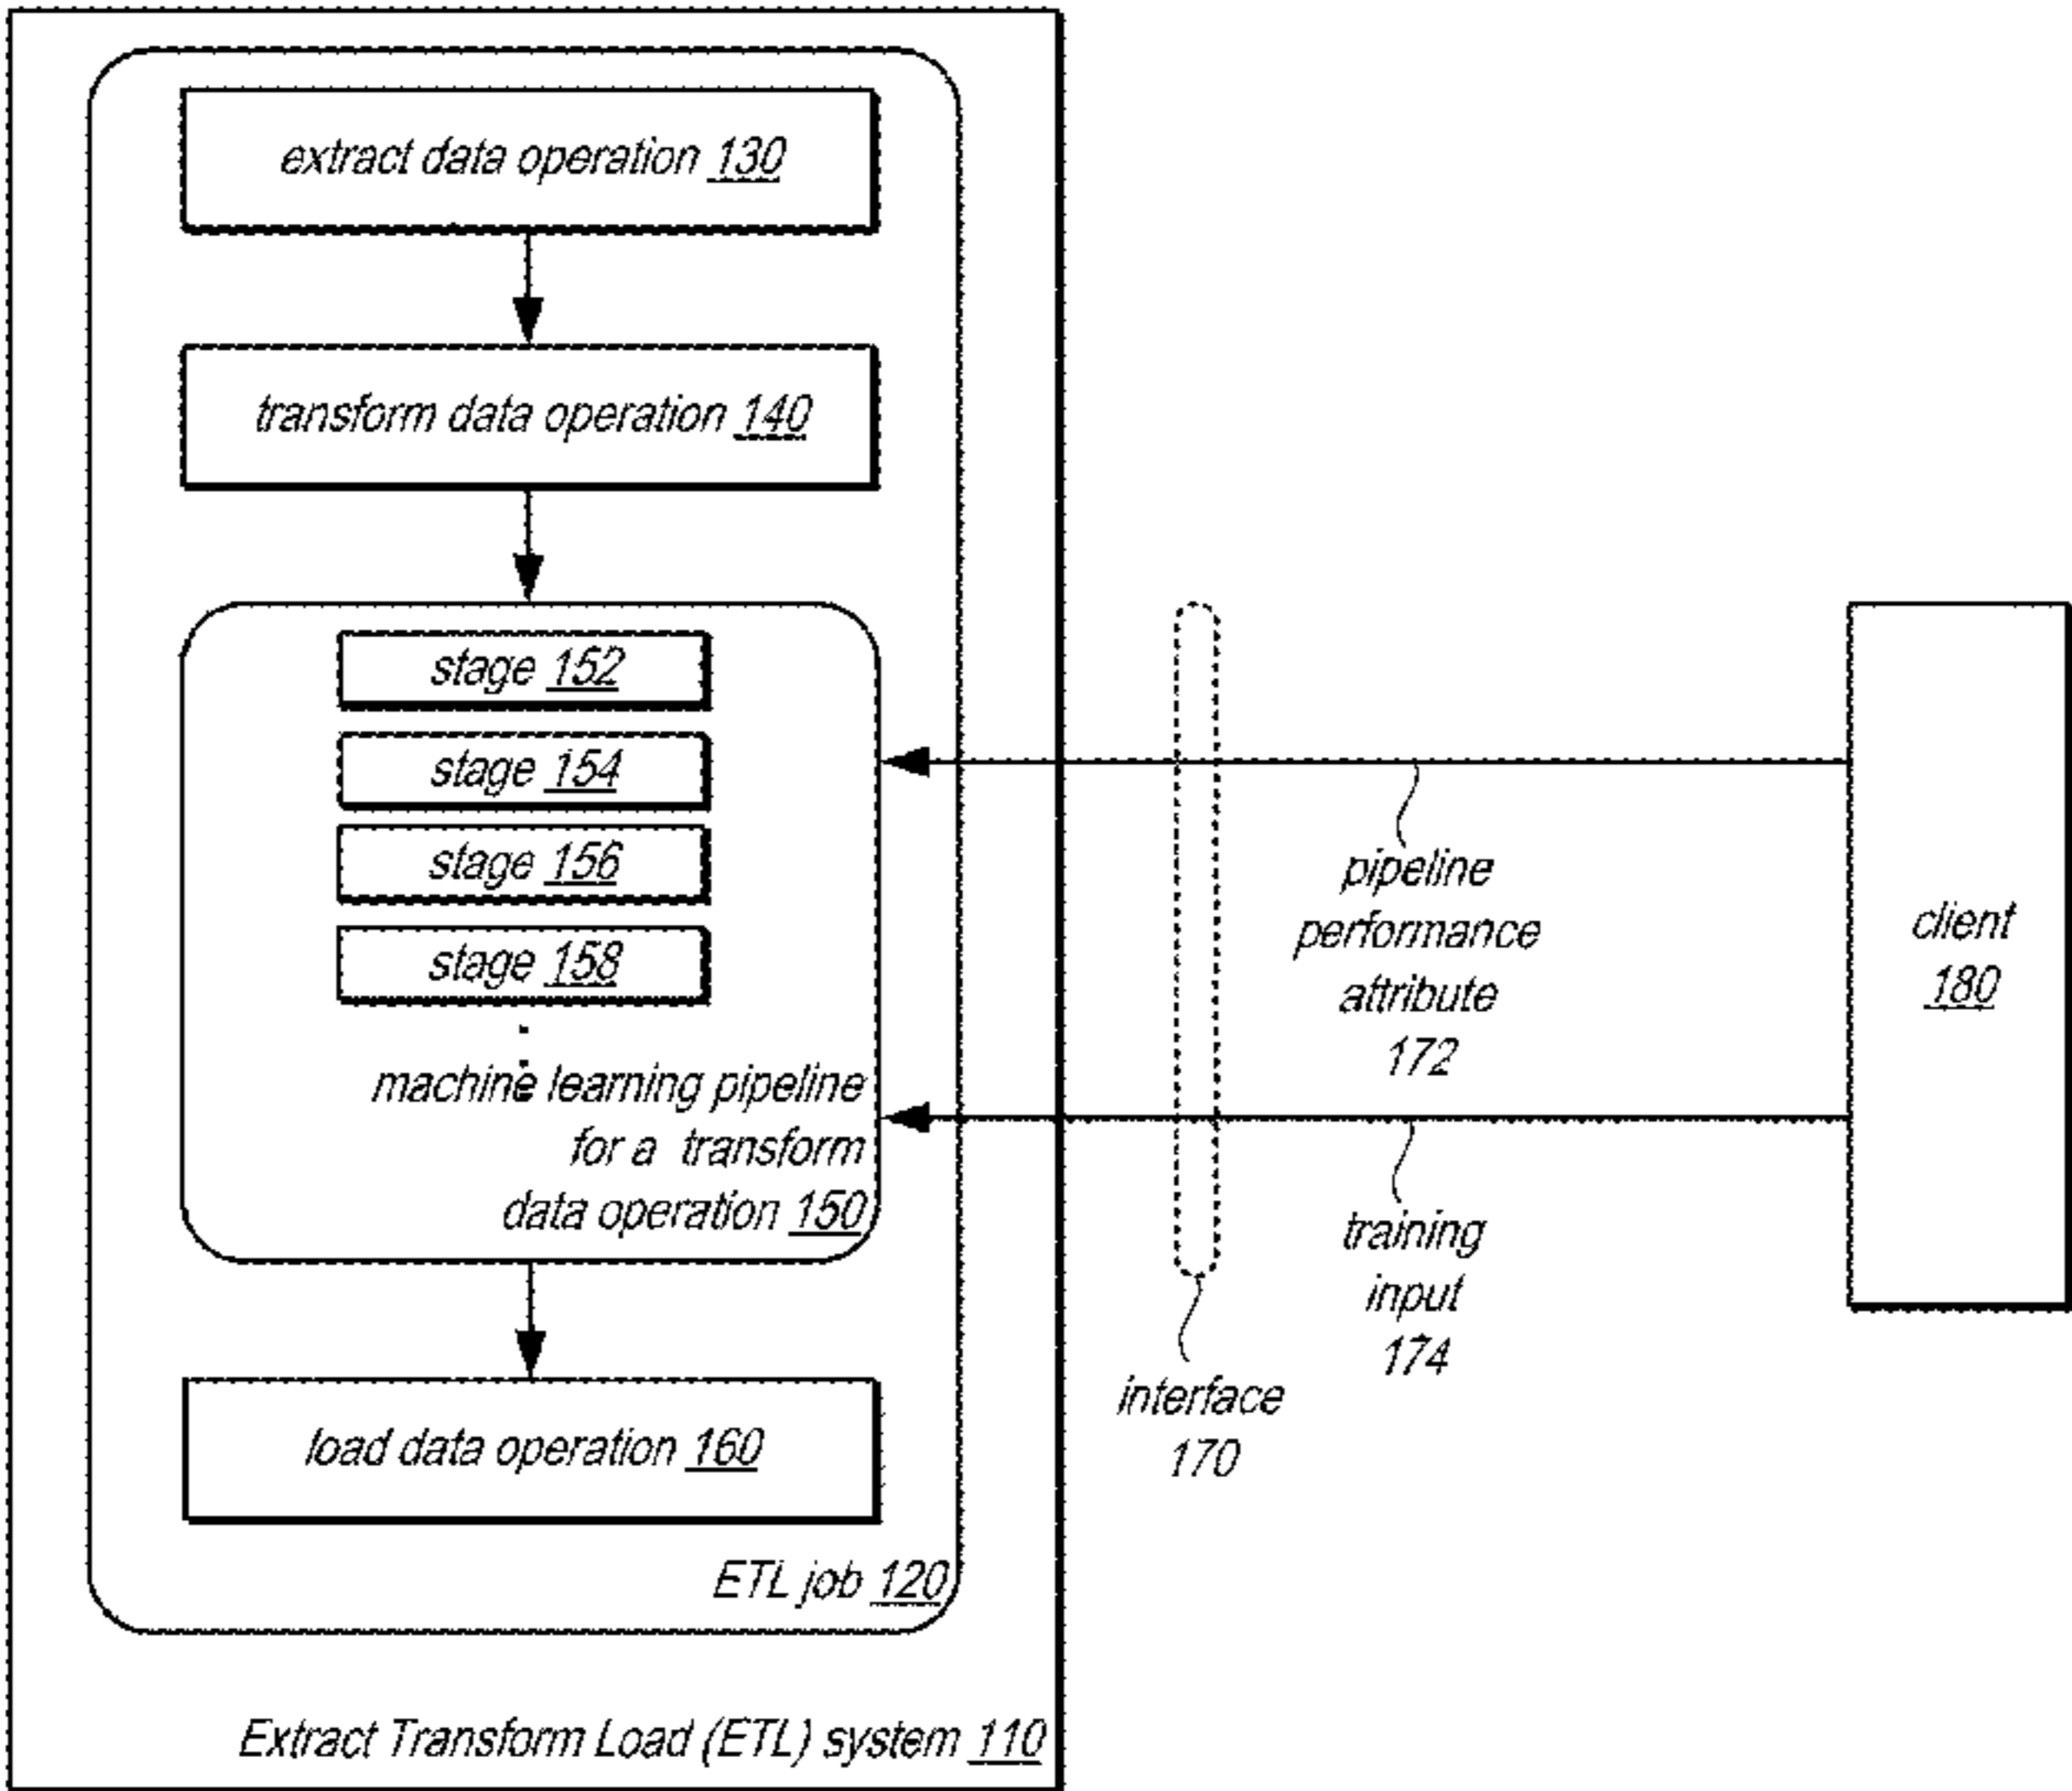 extract data operation 130
transform data operation 140
stage 152
stage 154
stage 156
stage 158
machine learning pipeline
for a transform
data operation 150
load data operation 160
ETL job 120
Extract Transform Load (ETL) system 110
pipeline
performance
attribute
172
training
input
174
interface
170
client
180